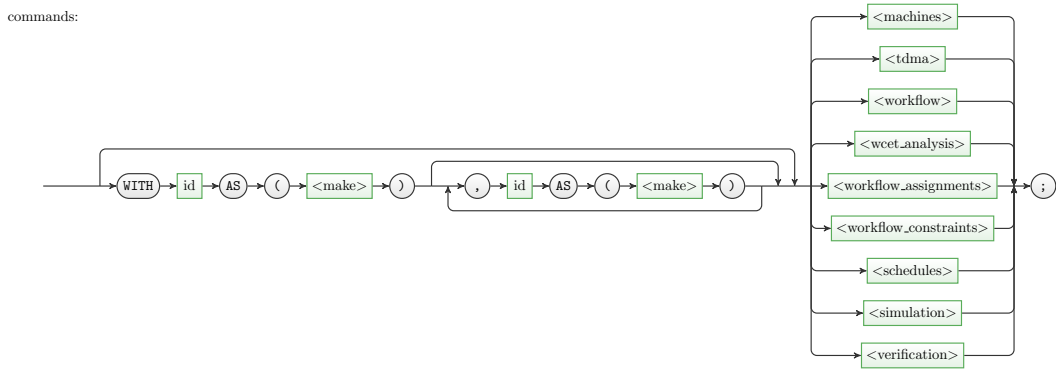 commands:
<machines>
<tdma>
<workflow>
<wcet_analysis>
WITH id AS ( <make> ) , id AS ( <make> ) <workflow_assignments> ;
<workflow_constraints>
<schedules>
<simulation>
<verification>